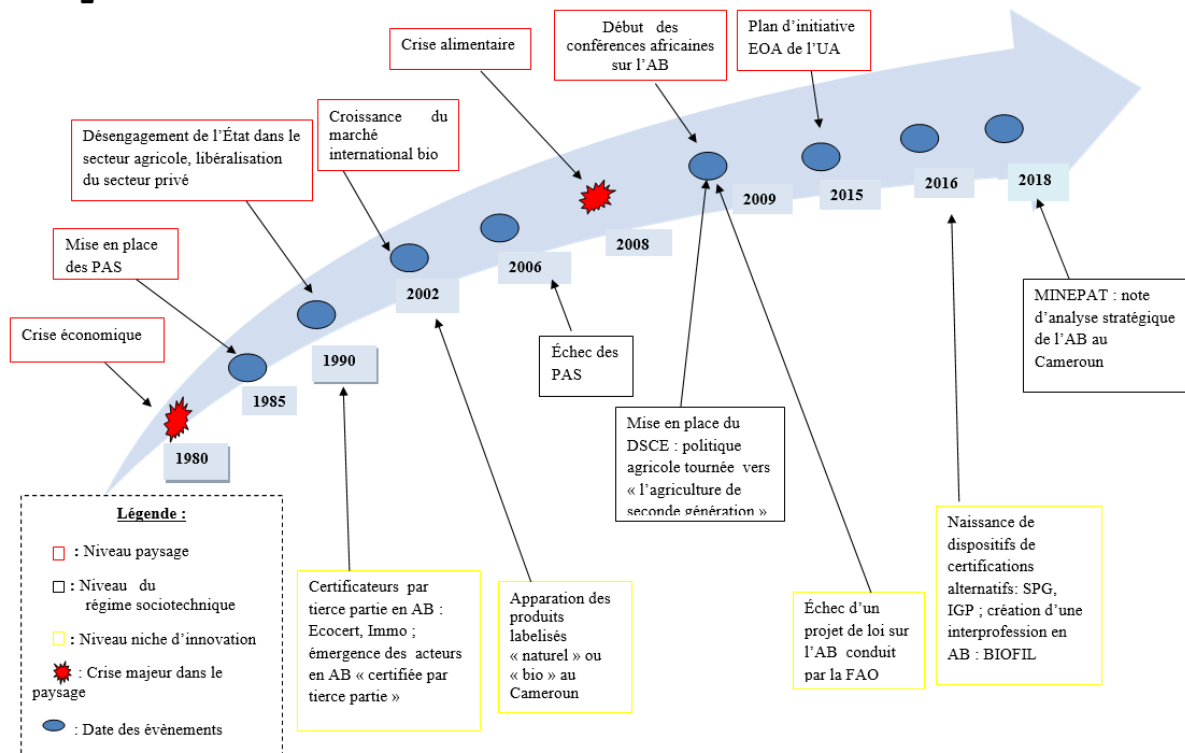 Crise alimentaire
Début des
conférences africaines
sur l'AB
Plan d'initiative
EOA de l'UA
Croissance du
marché
international bio
Désengagement de l'État dans le
secteur agricole, libéralisation
du secteur privé
Mise en place
des PAS
Crise économique
1980
1985
1990
2002
2006
2008
2009
2015
2016
2018
Échec des
PAS
Mise en place du
DSCE : politique
agricole tournée vers
« l'agriculture de
seconde génération »
MINEPAT : note
d'analyse stratégique
de l'AB au
Cameroun
Certificateurs par
tierce partie en AB :
Ecocert, Immo ;
émergence des acteurs
en AB « certifiée par
tierce partie »
Apparation des
produits
labelisés
« naturel » ou
« bio » au
Cameroun
Échec d'un
projet de loi sur
l'AB conduit
par la FAO
Naissance de
dispositifs de
certifications
alternatifs: SPG,
IGP ; création d'une
interprofession en
AB : BIOFIL
Légende :
: Niveau paysage
: Niveau du
régime sociotechnique
: Niveau niche d'innovation
: Crise majeur dans le
paysage
: Date des évènements